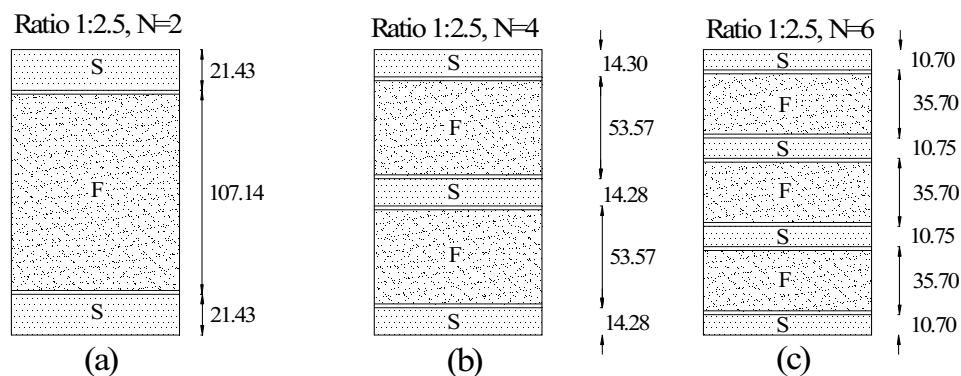 Ratio 1:2.5, N=2
S
21.43
F
107.14
S
21.43
(a)
Ratio 1:2.5, N=4
S
14.30
F
53.57
S
14.28
F
53.57
S
14.28
(b)
Ratio 1:2.5, N=6
S
10.70
F
35.70
S
10.75
F
35.70
S
10.75
F
35.70
S
10.70
(c)